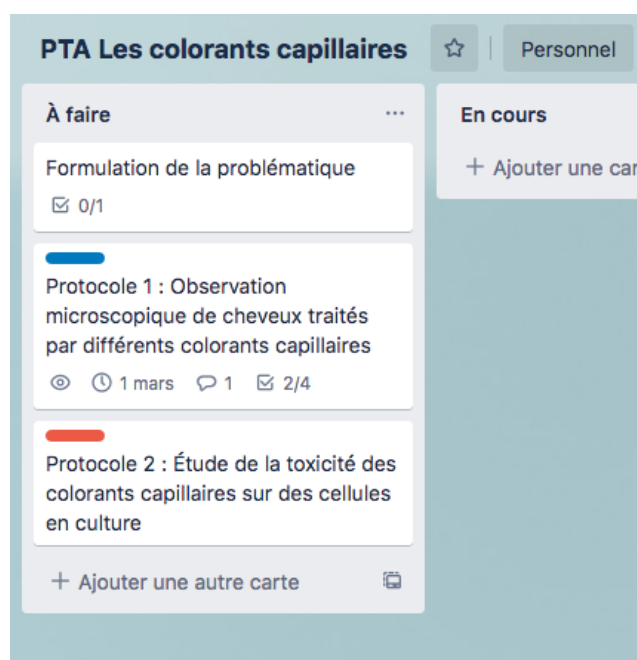 PTA Les colorants capillaires
Personnel
À faire
Formulation de la problématique
0/1
Protocole 1 : Observation
microscopique de cheveux traités
par différents colorants capillaires
1 mars 1 2/4
Protocole 2 : Étude de la toxicité des
colorants capillaires sur des cellules
en culture
+ Ajouter une autre carte
En cours
+ Ajouter une car